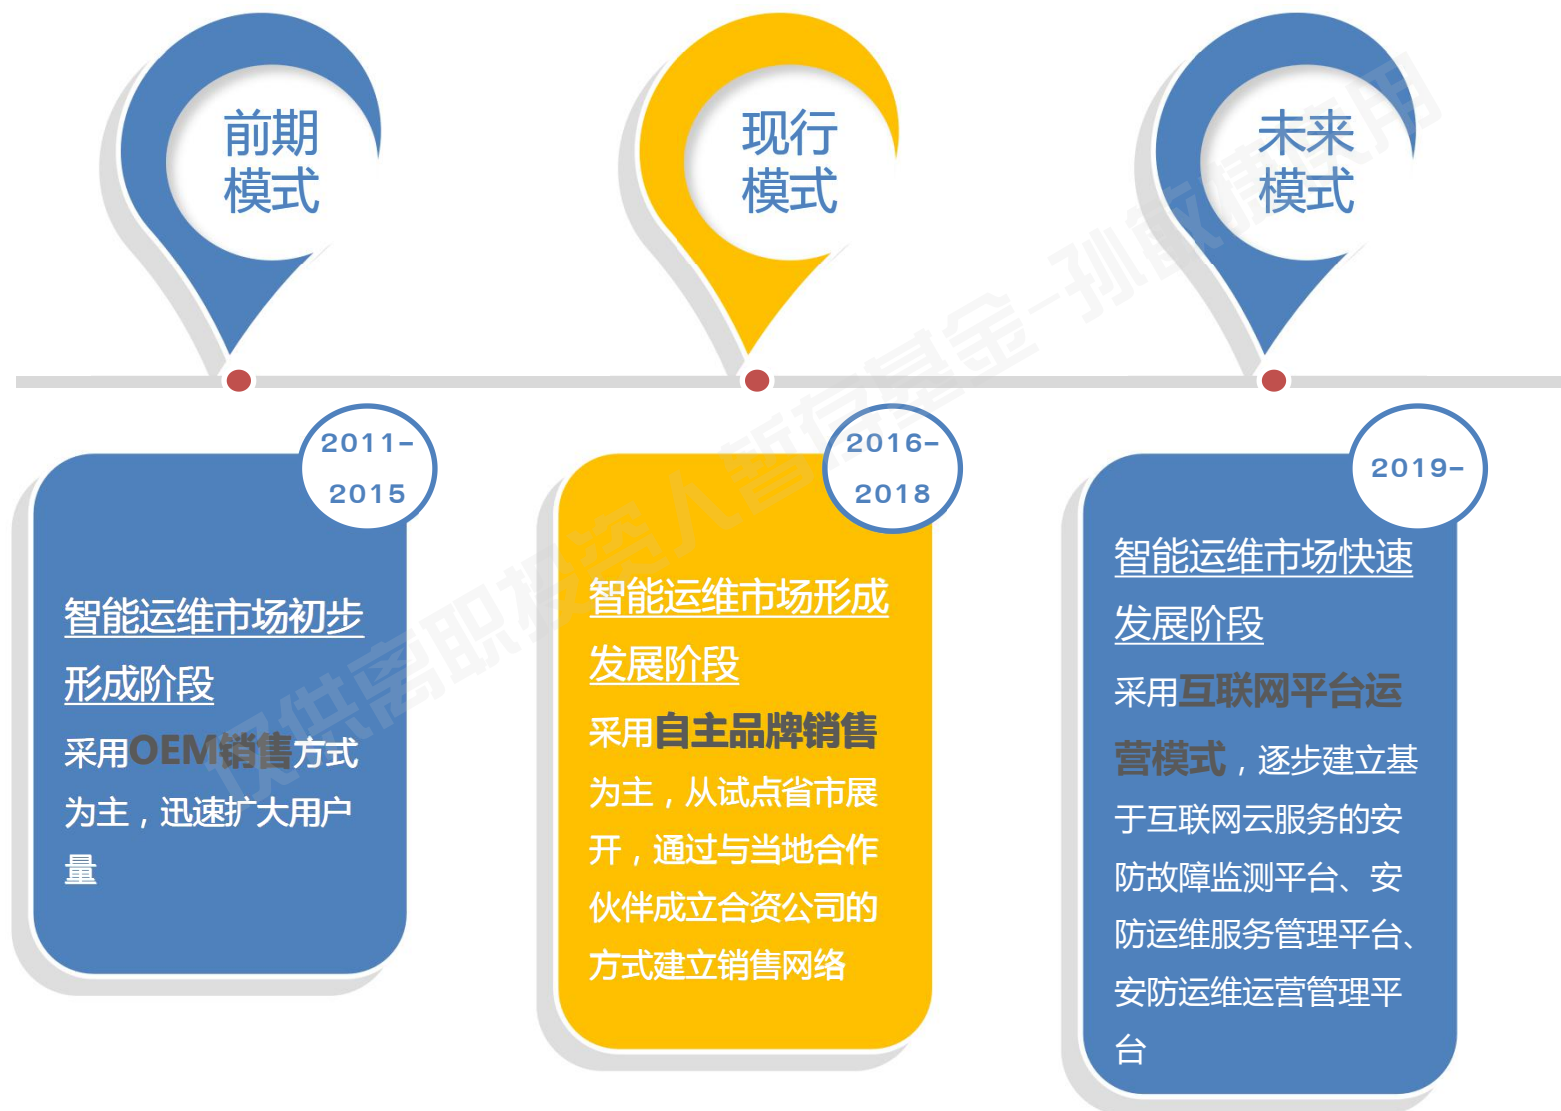 前期
模式
现行
模式
未来
模式
2011-
2015
智能运维市场初步
形成阶段
采用OEM销售方式
为主，迅速扩大用户
量
2016-
2018
智能运维市场形成
发展阶段
采用自主品牌销售
为主，从试点省市展
开，通过与当地合作
伙伴成立合资公司的
方式建立销售网络
2019-
智能运维市场快速
发展阶段
采用互联网平台运
营模式，逐步建立基
于互联网云服务的安
防故障监测平台、安
防运维服务管理平台、
安防运维运营管理平
台